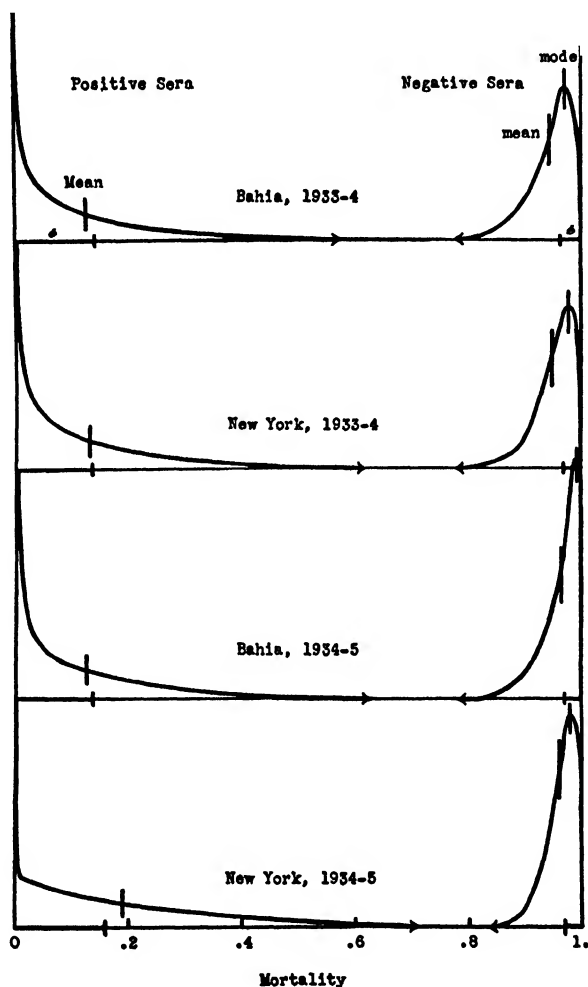 mode
Positive Sera
Negative Sera
mean
Mean
Bahia, 1933-4
New York, 1933-4
Bahia, 1934-5
New York, 1934-5
0 .2 .4 .6 .8 1.
Mortality